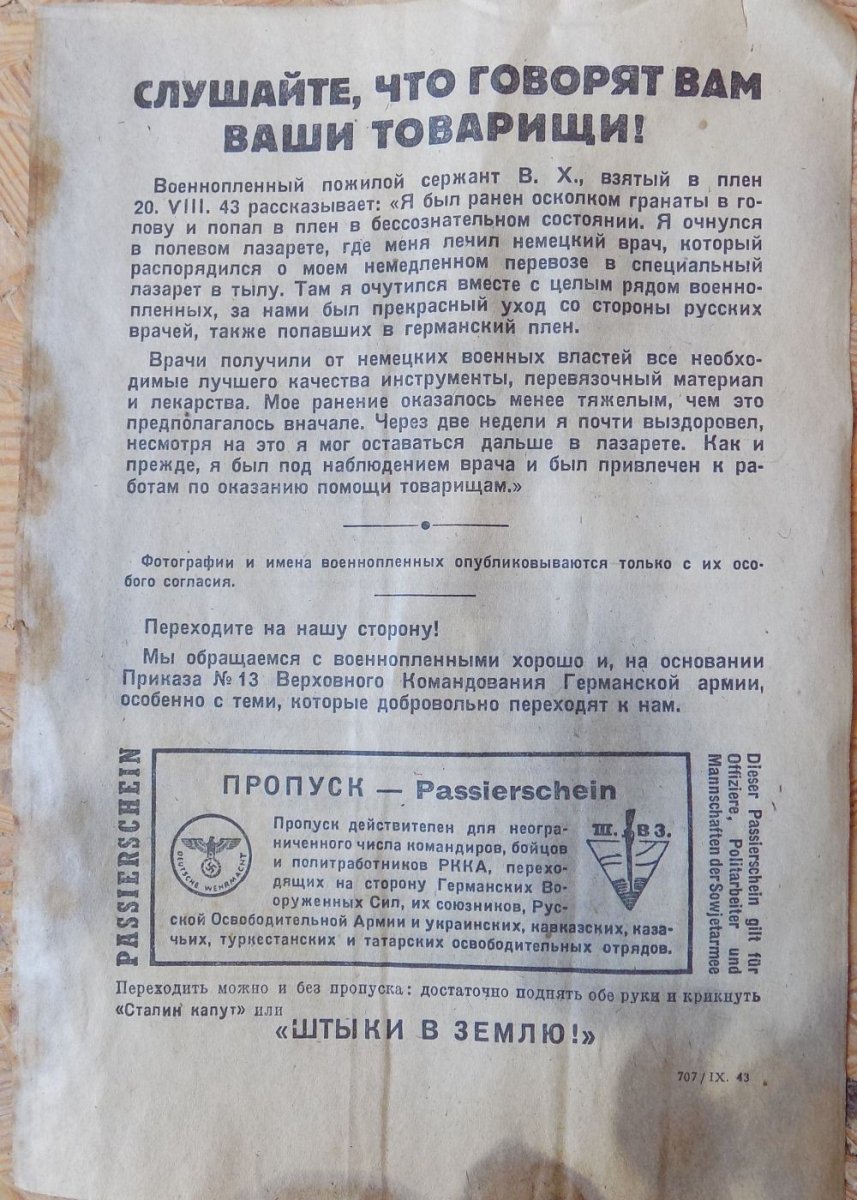 СЛУШАЙТЕ, ЧТО ГОВОРЯТ ВАМ
ВАШИ ТОВАРИЩИ!
Военнопленный пожилой сержант В. Х., взятый в плен
20. VIII. 43 рассказывает: «Я был ранен осколком гранаты в го-
лову и попал в плен в бессознательном состоянии. Я очнулся
в полевом лазарете, где меня лечил немецкий врач, который
распорядился о моем немедленном перевозе в специальный
лазарет в тылу. Там я очутился вместе с целым рядом военно-
пленных, за нами был прекрасный уход со стороны русских
врачей, также попавших в германский плен.
Врачи получили от немецких военных властей все необхо-
димые лучшего качества инструменты, перевязочный материал
и лекарства. Мое ранение оказалось менее тяжелым, чем это
предполагалось вначале. Через две недели я почти выздоровел,
несмотря на это я мог оставаться дальше в лазарете. Как и
прежде, я был под наблюдением врача и был привлечен к ра-
ботам по оказанию помощи товарищам.»
Фотографии и имена военнопленных опубликовываются только с их осо-
бого согласия.
Переходите на нашу сторону!
Мы обращаемся с военнопленными хорошо и, на основании
Приказа № 13 Верховного Командования Германской армии,
особенно с теми, которые добровольно переходят к нам.
PASSIERSCHEIN
ПРОПУСК — Passierschein
DEUTSCHE WEHRMACHT
Пропуск действителен для неогра-
ниченного числа командиров, бойцов
и политработников РККА, перехо-
дящих на сторону Германских Во-
оруженных Сил, их союзников, Рус-
ской Освободительной Армии и украинских, кавказских, каза-
чьих, туркестанских и татарских освободительных отрядов.
Ш. В З.
Dieser Passierschein gilt für
Offiziere, Politarbeiter und
Mannschaften der Sowjetarmee
Переходить можно и без пропуска: достаточно поднять обе руки и крикнуть
«Сталин капут» или
«ШТЫКИ В ЗЕМЛЮ!»
707 / IX. 43